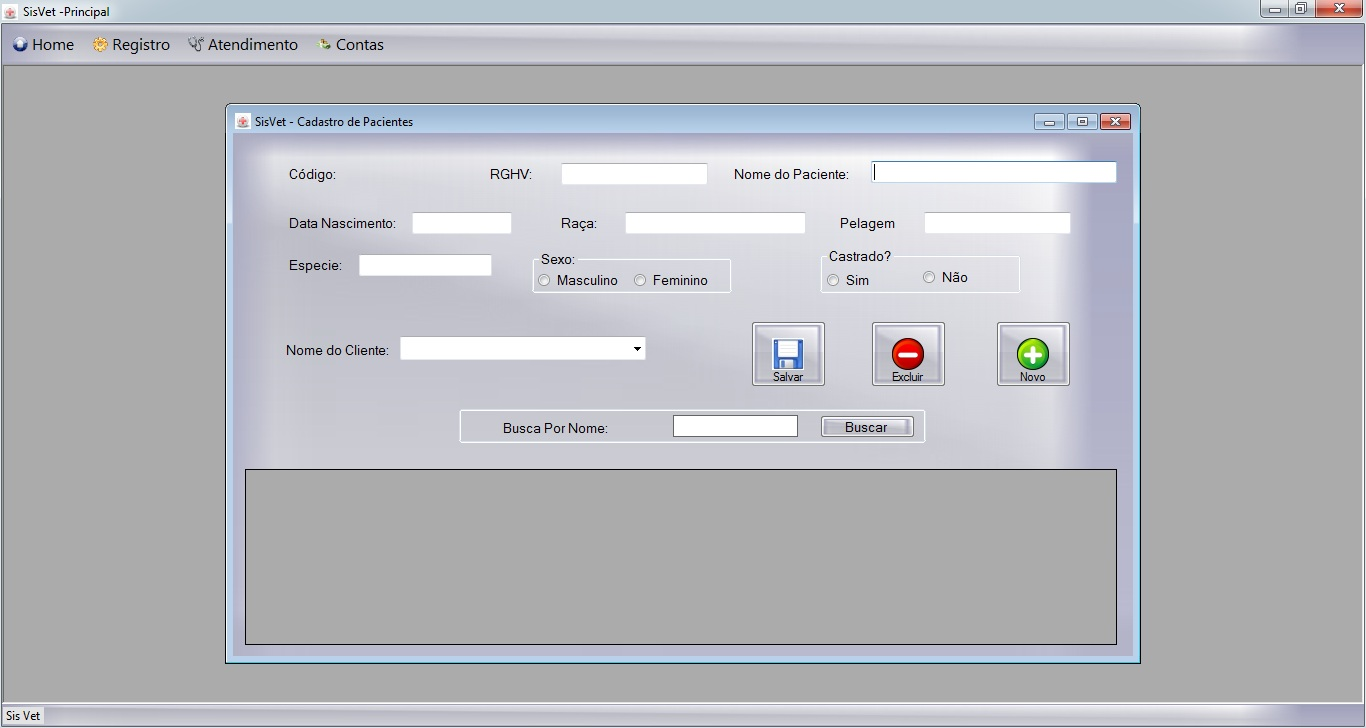 SisVet -Principal
Home Registro Atendimento Contas
SisVet - Cadastro de Pacientes
Código: RGHV: Nome do Paciente:
Data Nascimento: Raça: Pelagem
Especie: Sexo: Masculino Feminino Castrado? Sim Não
Nome do Cliente: Salvar Excluir Novo
Busca Por Nome: Buscar
Sis Vet